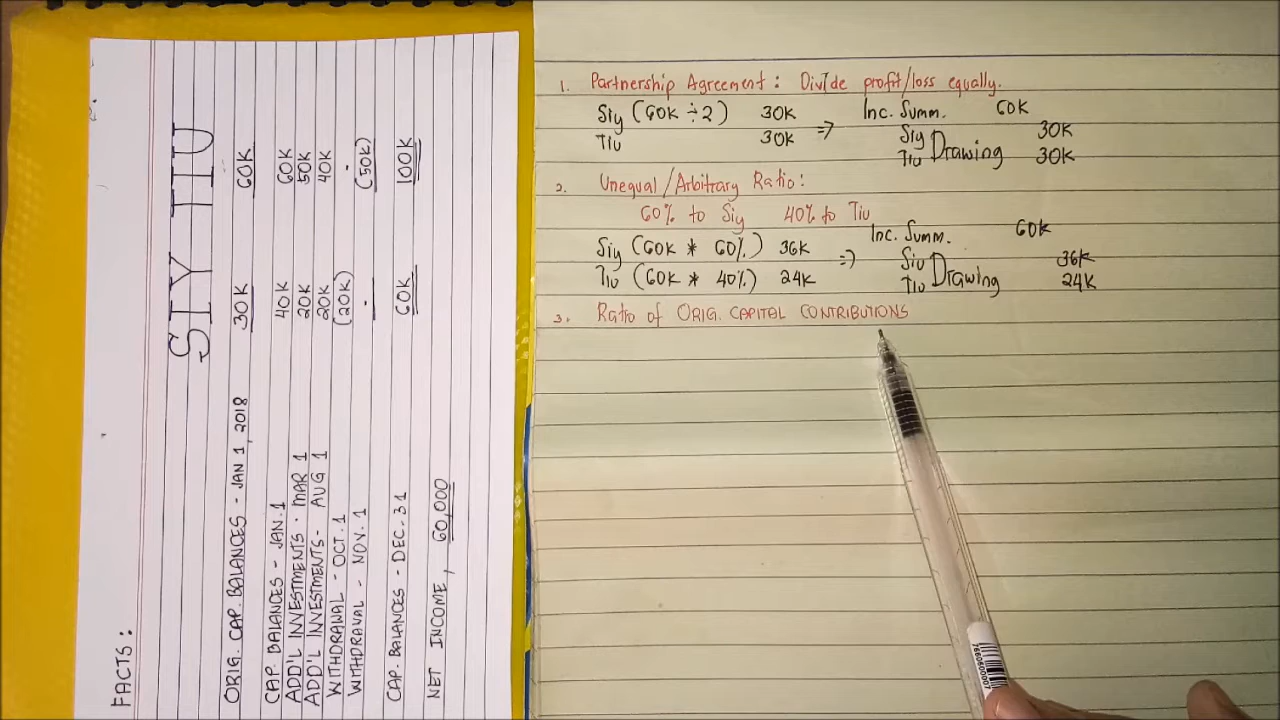 FACTS:
SIY TIU
ORIG. CAP. BALANCES - JAN 1, 2018 30K 60K
CAP BALANCES - JAN. 1 40K 60K
ADD'L INVESTMENTS - MAR 1 20K 50K
ADD'L INVESTMENTS - AUG 1 20K 40K
WITHDRAWAL - OCT. 1 (20K) -
WITHDRAWAL - NOV. 1 - (50K)
CAP. BALANCES - DEC. 31 60K 100K
NET INCOME, 60,000
1. Partnership Agreement: Divide profit/loss equally.
Siy (60K ÷ 2) 30K => Inc. Summ. 60K
Tiu 30K Siy Drawing 30K
Tiu 30K
2. Unequal/Arbitrary Ratio:
60% to Siy 40% to Tiu
Siy (60K * 60%) 36K => Inc. Summ. 60K
Tiu (60K * 40%) 24K Siy Drawing 36K
Tiu 24K
3. Ratio of ORIG. CAPITAL CONTRIBUTIONS